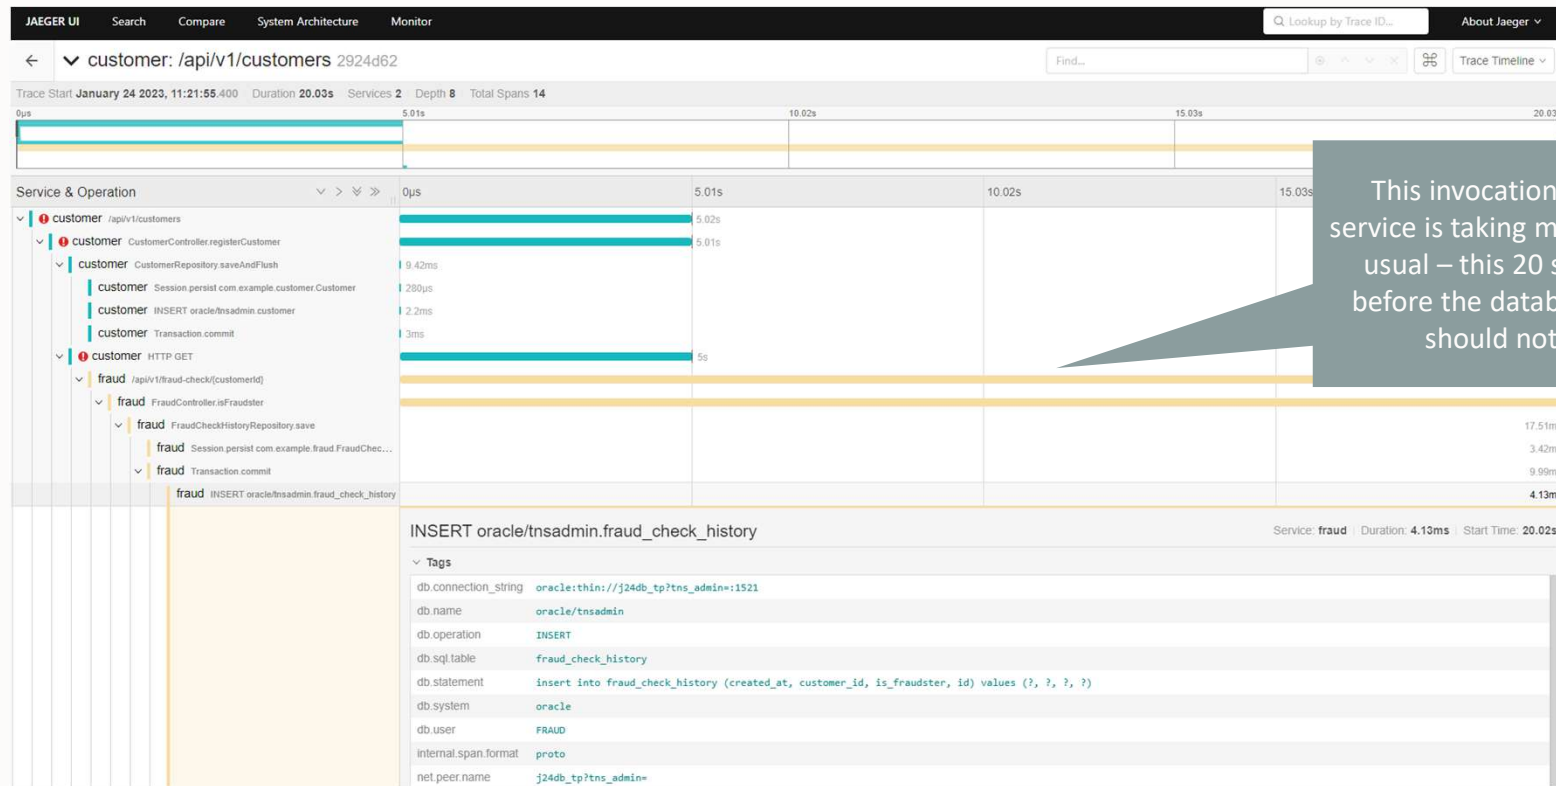 JAEGER UI Search Compare System Architecture Monitor Lookup by Trace ID... About Jaeger
customer: /api/v1/customers 2924d62 Find... Trace Timeline
Trace Start January 24 2023, 11:21:55.400 Duration 20.03s Services 2 Depth 8 Total Spans 14
0μs 5.01s 10.02s 15.03s 20.03
Service & Operation 0μs 5.01s 10.02s 15.03s
This invocation
service is taking m
usual – this 20 s
before the datab
should not
customer /api/v1/customers 5.02s
customer CustomerController.registerCustomer 5.01s
customer CustomerRepository.saveAndFlush 9.42ms
customer Session.persist com.example.customer.Customer 280μs
customer INSERT oracle/tnsadmin.customer 2.2ms
customer Transaction.commit 3ms
customer HTTP GET 5s
fraud /api/v1/fraud-check/{customerId}
fraud FraudController.isFraudster
fraud FraudCheckHistoryRepository.save 17.51m
fraud Session.persist com.example.fraud.FraudChec... 3.42m
fraud Transaction.commit 9.99m
fraud INSERT oracle/tnsadmin.fraud_check_history 4.13m
INSERT oracle/tnsadmin.fraud_check_history Service: fraud Duration: 4.13ms Start Time: 20.02s
Tags
db.connection_string oracle:thin://j24db_tp?tns_admin=:1521
db.name oracle/tnsadmin
db.operation INSERT
db.sql.table fraud_check_history
db.statement insert into fraud_check_history (created_at, customer_id, is_fraudster, id) values (?, ?, ?, ?)
db.system oracle
db.user FRAUD
internal.span.format proto
net.peer.name j24db_tp?tns_admin=